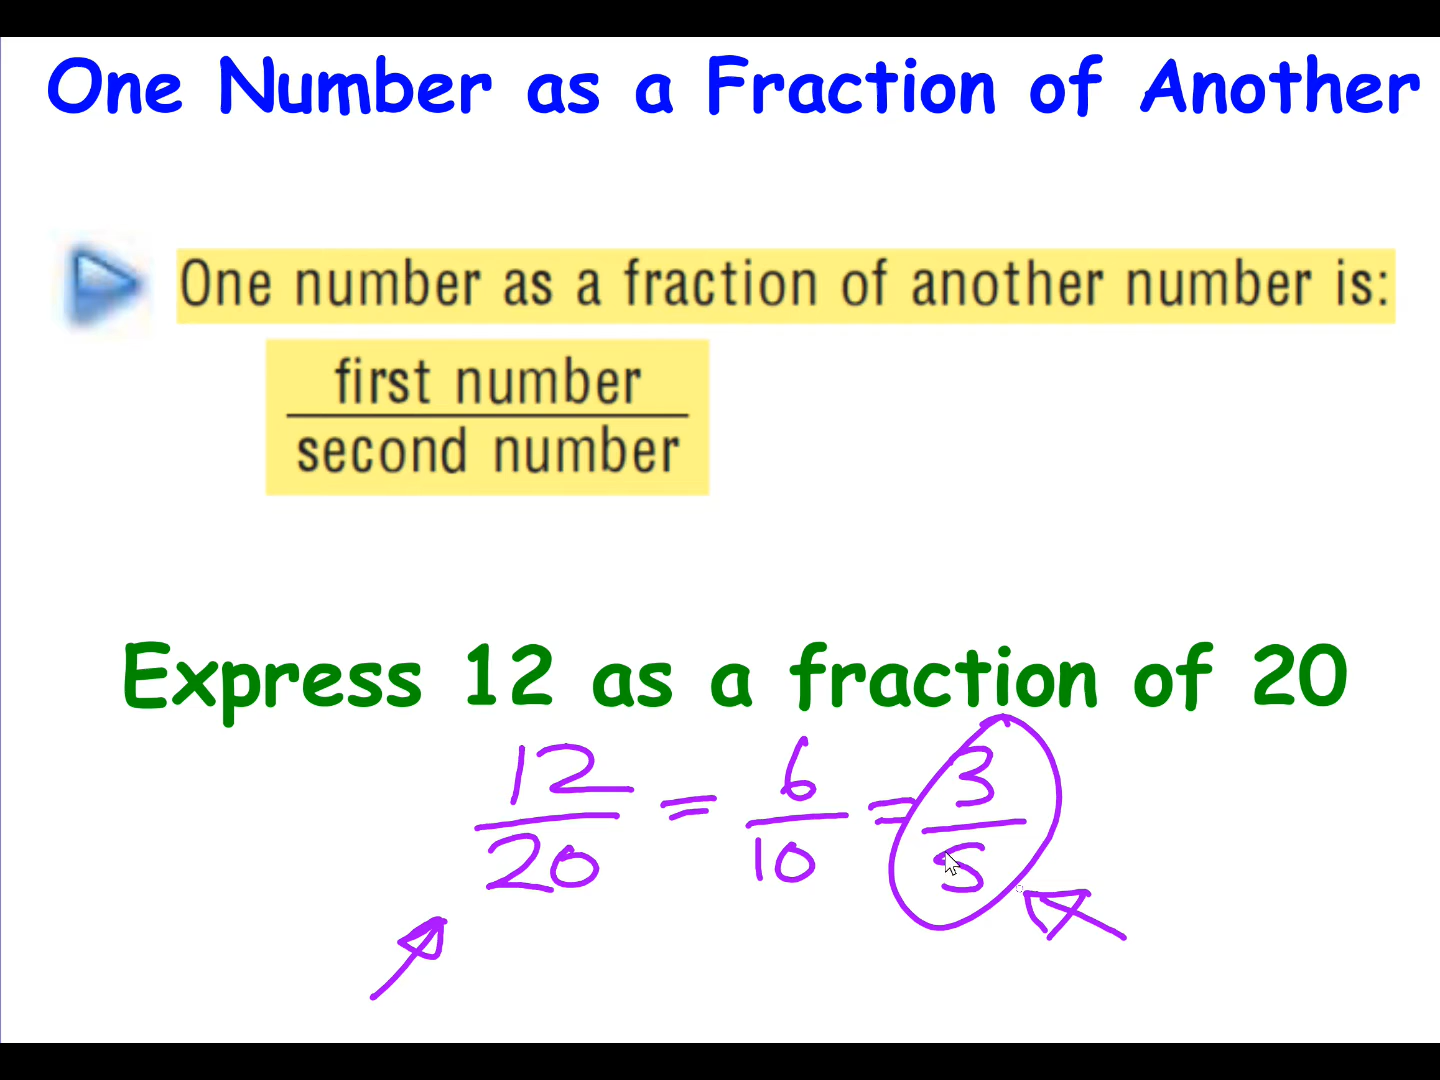 One Number as a Fraction of Another
One number as a fraction of another number is:
first number
second number
Express 12 as a fraction of 20
12/20 = 6/10 = 3/5